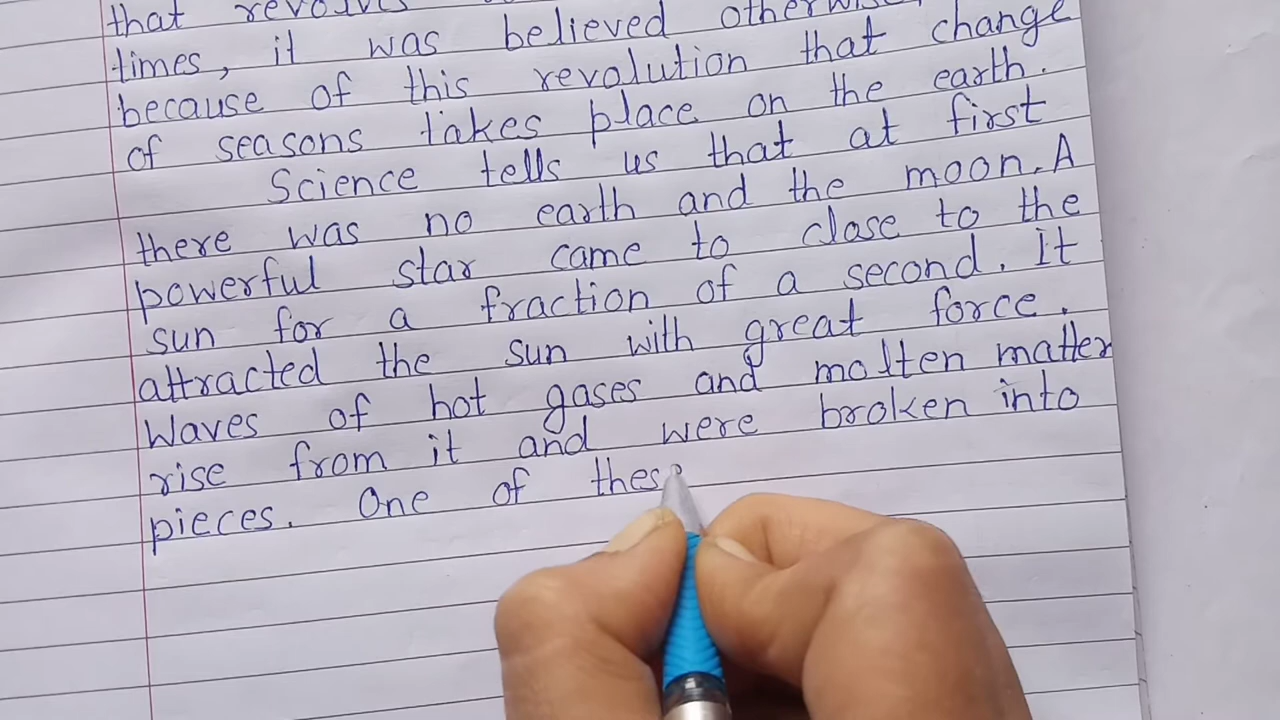 that revolves
times, it was believed otherwise
because of this revolution that change
of seasons takes place on the earth.
Science tells us that at first
there was no earth and the moon. A
powerful star came to close to the
sun for a fraction of a second. It
attracted the sun with great force.
Waves of hot gases and molten matter
rise from it and were broken into
pieces. One of these